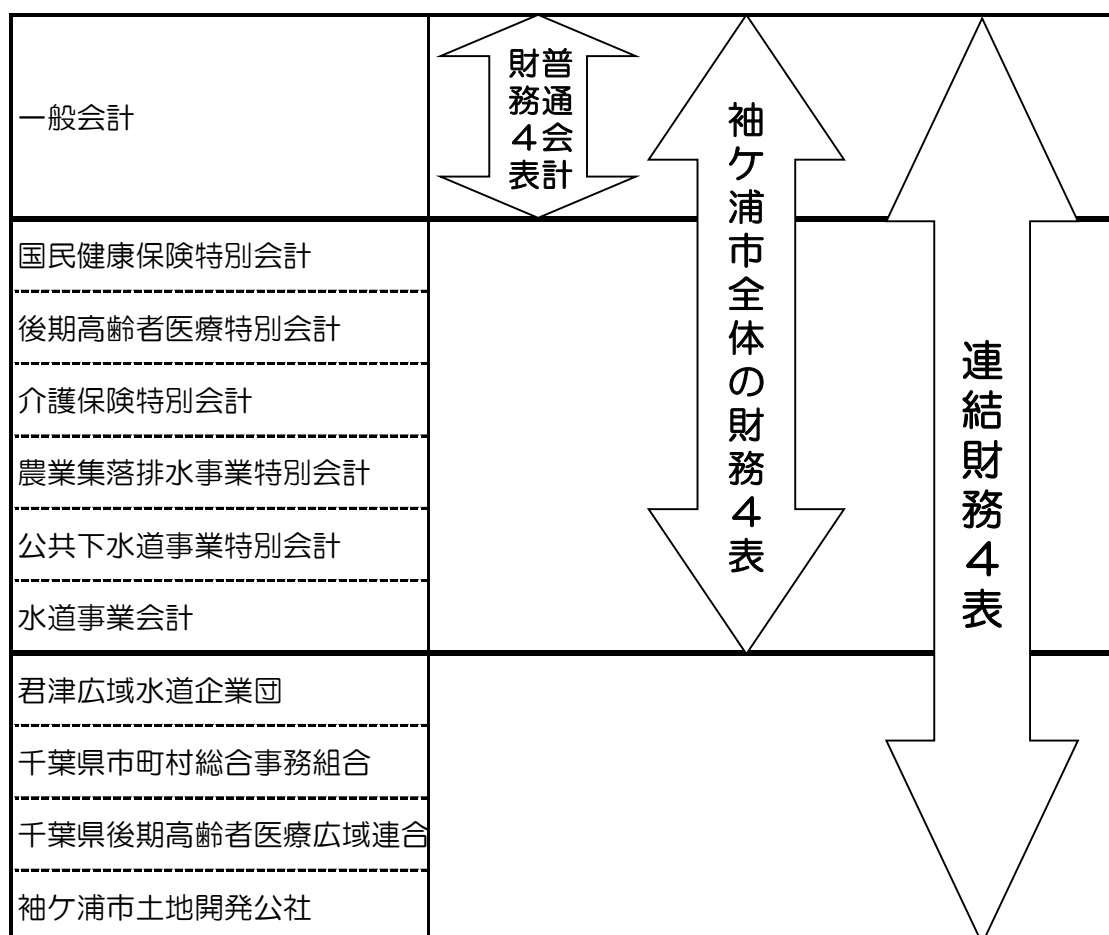 一般会計
普通会計
財務４表
袖ケ浦市全体の財務４表
連結財務４表
国民健康保険特別会計
後期高齢者医療特別会計
介護保険特別会計
農業集落排水事業特別会計
公共下水道事業特別会計
水道事業会計
君津広域水道企業団
千葉県市町村総合事務組合
千葉県後期高齢者医療広域連合
袖ケ浦市土地開発公社